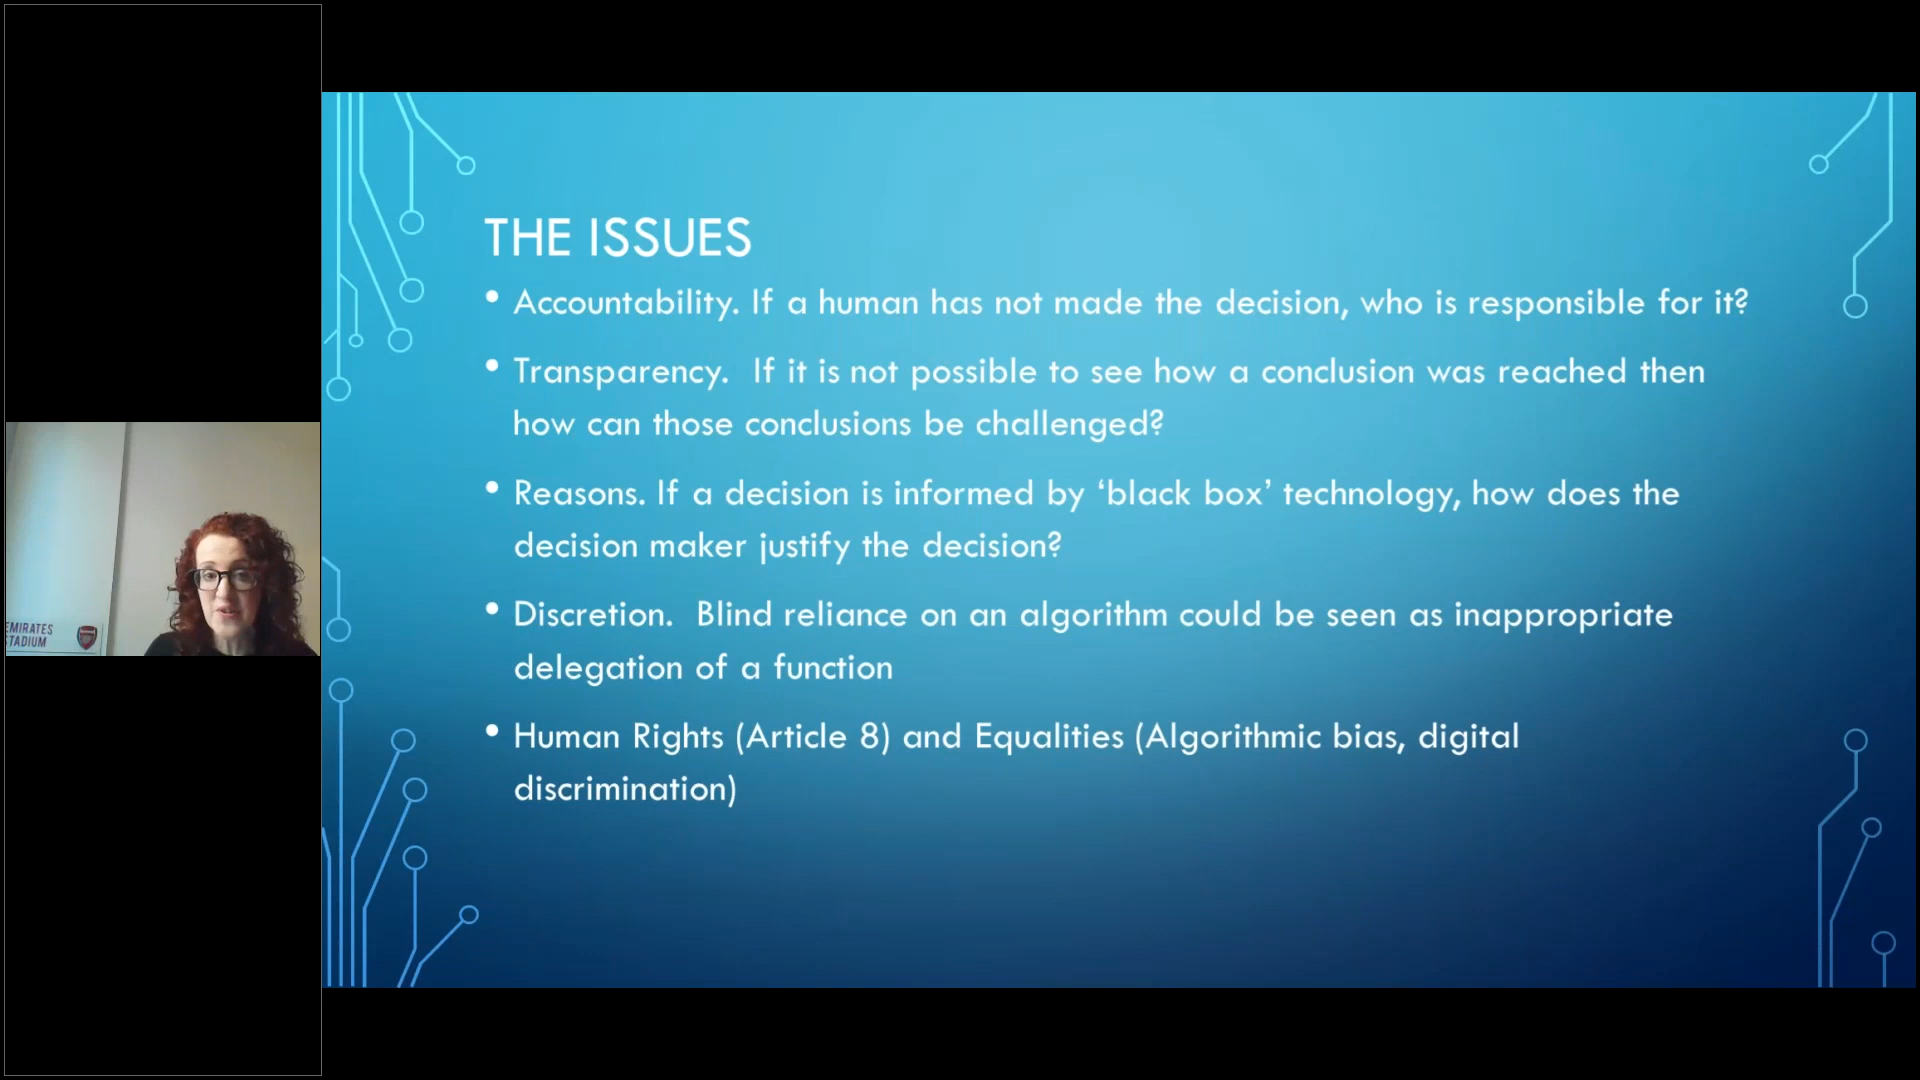 THE ISSUES
• Accountability. If a human has not made the decision, who is responsible for it?
• Transparency.  If it is not possible to see how a conclusion was reached then
how can those conclusions be challenged?
• Reasons. If a decision is informed by ‘black box’ technology, how does the
decision maker justify the decision?
• Discretion.  Blind reliance on an algorithm could be seen as inappropriate
delegation of a function
• Human Rights (Article 8) and Equalities (Algorithmic bias, digital
discrimination)
EMIRATES
STADIUM